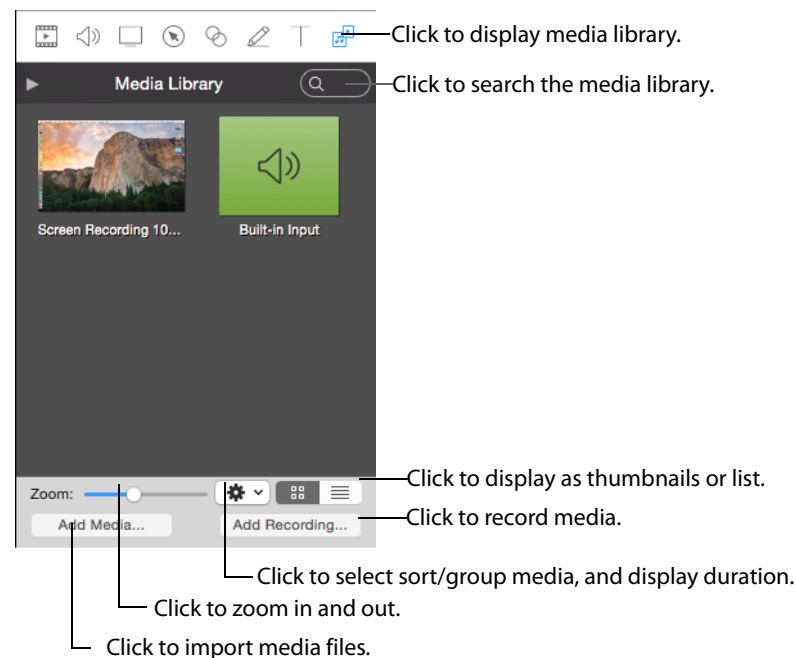 Click to display media library.
Media Library
Click to search the media library.
Screen Recording 10...
Built-in Input
Click to display as thumbnails or list.
Zoom:
Add Media...
Add Recording...
Click to record media.
Click to select sort/group media, and display duration.
Click to zoom in and out.
Click to import media files.